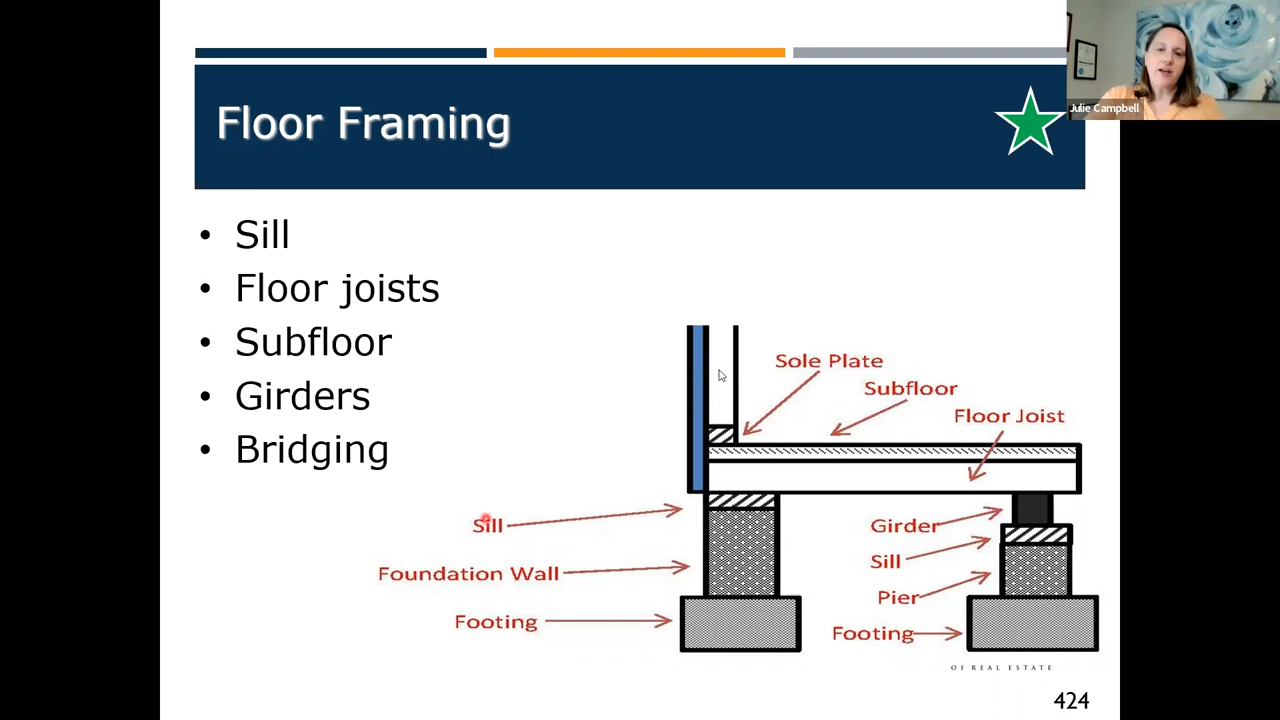 Floor Framing
Julie Campbell
• Sill
• Floor joists
• Subfloor
• Girders
• Bridging
Sole Plate
Subfloor
Floor Joist
Sill
Foundation Wall
Footing
Girder
Sill
Pier
Footing
OF REAL ESTATE
424